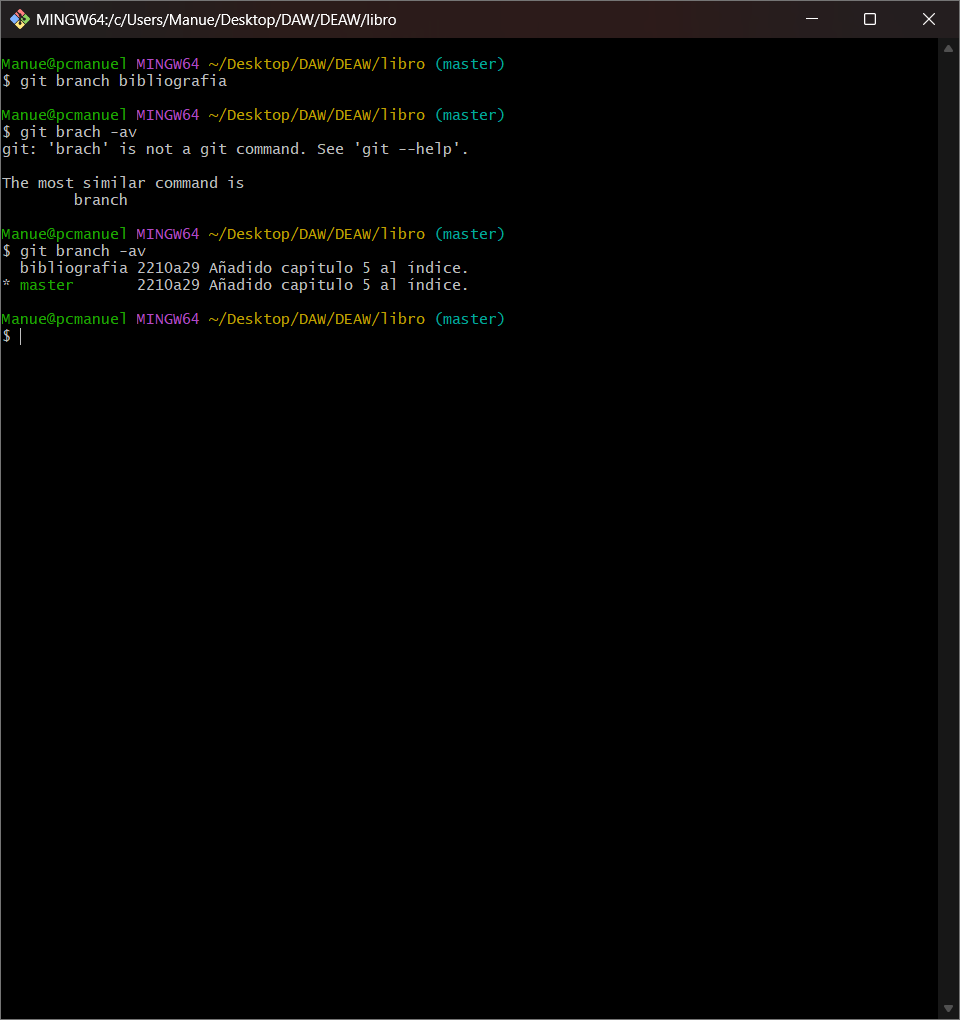 MINGW64:/c/Users/Manue/Desktop/DAW/DEAW/libro
Manue@pcmanuel MINGW64 ~/Desktop/DAW/DEAW/libro (master)
$ git branch bibliografia
Manue@pcmanuel MINGW64 ~/Desktop/DAW/DEAW/libro (master)
$ git brach -av
git: 'brach' is not a git command. See 'git --help'.
The most similar command is
branch
Manue@pcmanuel MINGW64 ~/Desktop/DAW/DEAW/libro (master)
$ git branch -av
bibliografia 2210a29 Añadido capitulo 5 al índice.
* master 2210a29 Añadido capitulo 5 al índice.
Manue@pcmanuel MINGW64 ~/Desktop/DAW/DEAW/libro (master)
$